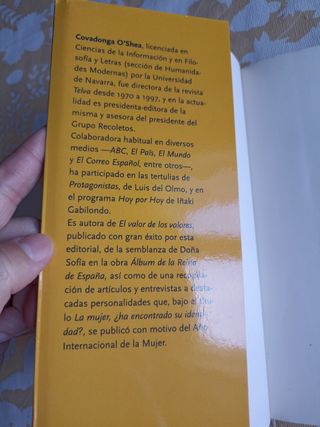 Covadonga O'Shea, licenciada en
Ciencias de la Información y en Filo-
sofía y Letras (sección de Humanida-
des Modernas) por la Universidad
de Navarra, fue directora de la revista
Telva desde 1970 a 1997, y en la actua-
lidad es presidenta-editora de la
misma y asesora del presidente del
Grupo Recoletos.
Colaboradora habitual en diversos
medios —ABC, El País, El Mundo
y El Correo Español, entre otros—,
ha participado en las tertulias de
Protagonistas, de Luis del Olmo, y en
el programa Hoy por Hoy de Iñaki
Gabilondo.
Es autora de El valor de los valores,
publicado con gran éxito por esta
editorial, de la semblanza de Doña
Sofía en la obra Álbum de la Reina
de España, así como de una recopila-
ción de artículos y entrevistas a desta-
cadas personalidades que, bajo el títu-
lo La mujer, ¿ha encontrado su identi-
dad?, se publicó con motivo del Año
Internacional de la Mujer.